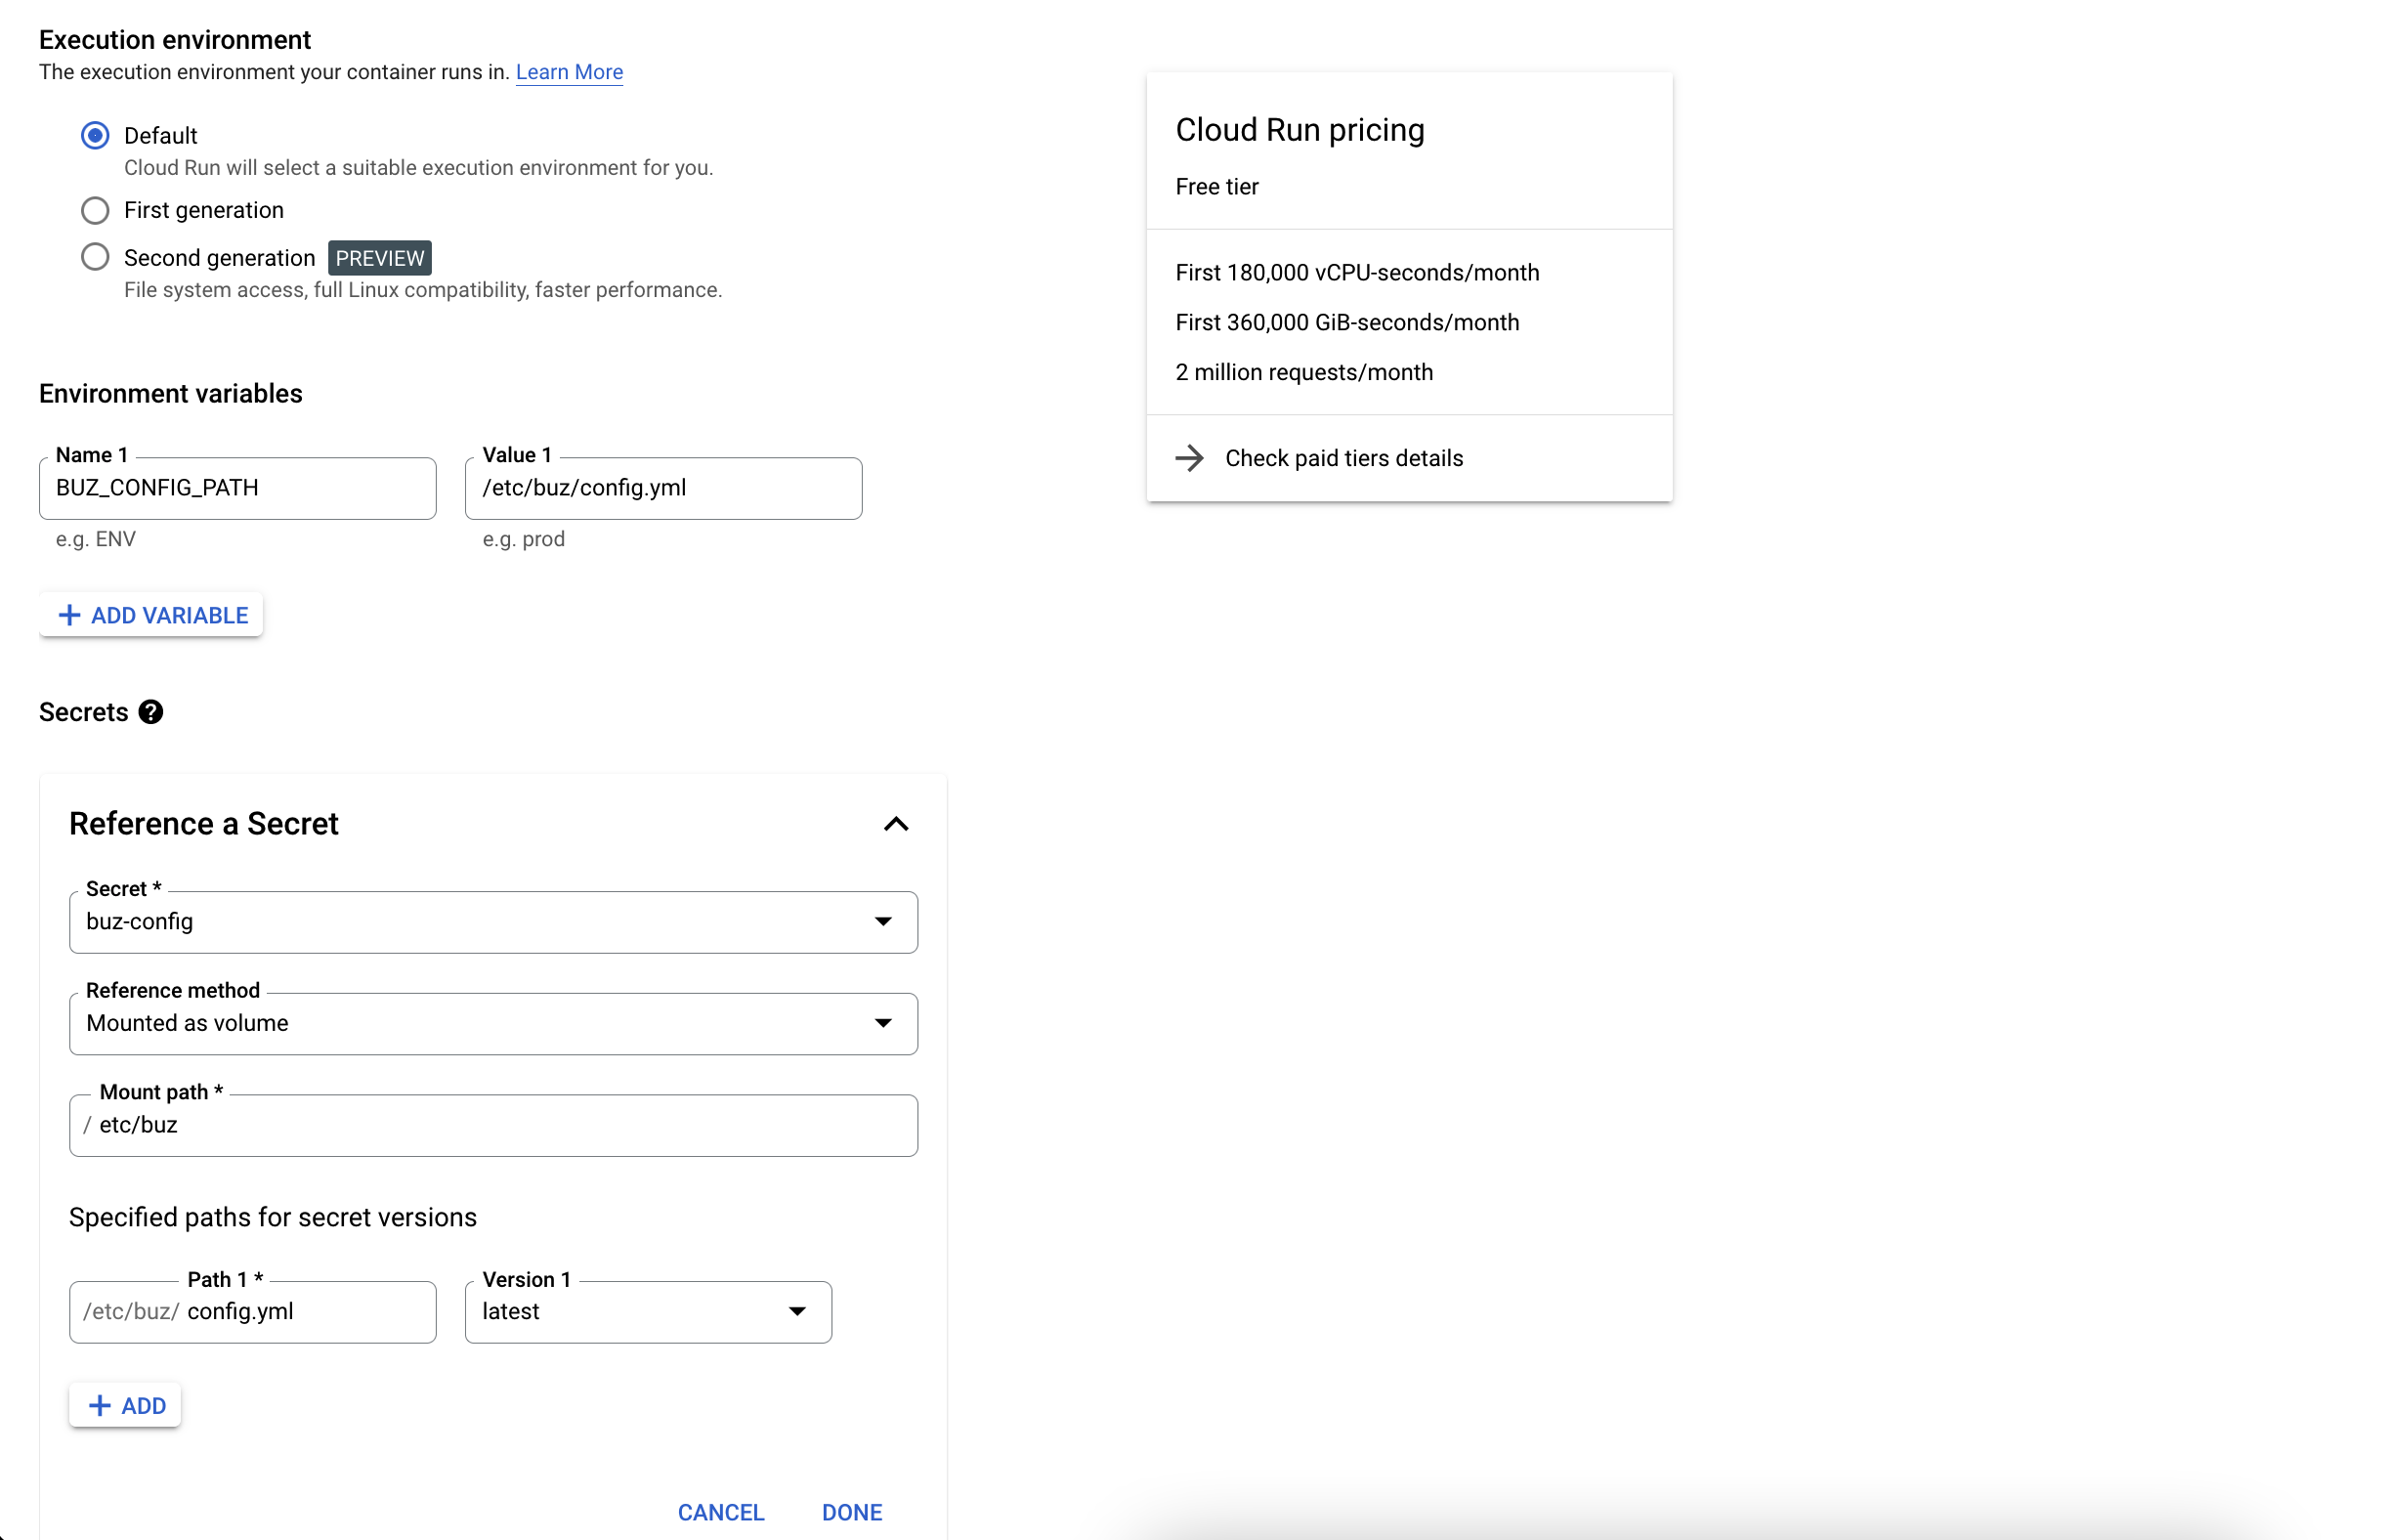 Execution environment
The execution environment your container runs in. Learn More
Default
Cloud Run will select a suitable execution environment for you.
First generation
Second generation PREVIEW
File system access, full Linux compatibility, faster performance.
Environment variables
Name 1
BUZ_CONFIG_PATH
e.g. ENV
Value 1
/etc/buz/config.yml
e.g. prod
ADD VARIABLE
Secrets
Reference a Secret
Secret *
buz-config
Reference method
Mounted as volume
Mount path *
/ etc/buz
Specified paths for secret versions
Path 1 *
/etc/buz/ config.yml
Version 1
latest
ADD
CANCEL DONE
Cloud Run pricing
Free tier
First 180,000 vCPU-seconds/month
First 360,000 GiB-seconds/month
2 million requests/month
Check paid tiers details